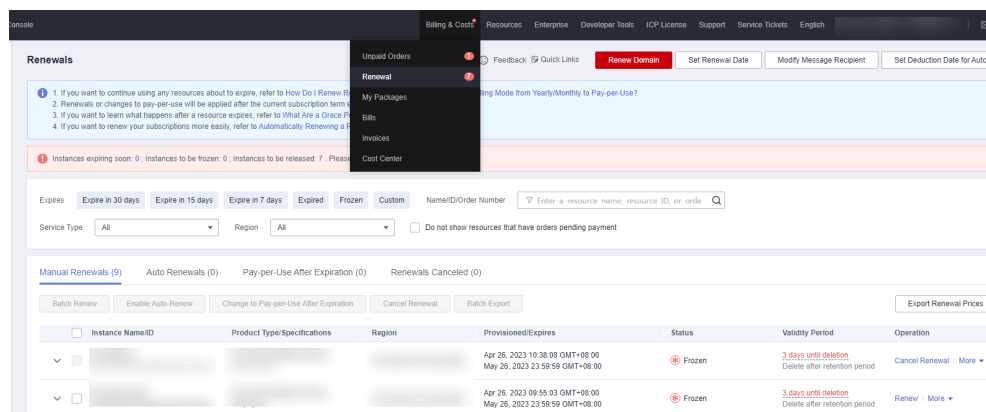 Console
Billing & Costs Resources Enterprise Developer Tools ICP License Support Service Tickets English
Renewals
Unpaid Orders 1
Renewal 7
My Packages
Bills
Invoices
Cost Center
Feedback Quick Links Renew Domain Set Renewal Date Modify Message Recipient Set Deduction Date for Auto
1. If you want to continue using any resources about to expire, refer to How Do I Renew R ling Mode from Yearly/Monthly to Pay-per-Use?
2. Renewals or changes to pay-per-use will be applied after the current subscription term e
3. If you want to learn what happens after a resource expires, refer to What Are a Grace P
4. If you want to renew your subscriptions more easily, refer to Automatically Renewing a
Instances expiring soon: 0 ; Instances to be frozen: 0 ; Instances to be released: 7 . Please
Expires Expire in 30 days Expire in 15 days Expire in 7 days Expired Frozen Custom Name/ID/Order Number Enter a resource name, resource ID, or orde
Service Type All Region All Do not show resources that have orders pending payment
Manual Renewals (9) Auto Renewals (0) Pay-per-Use After Expiration (0) Renewals Canceled (0)
Batch Renew Enable Auto-Renew Change to Pay-per-Use After Expiration Cancel Renewal Batch Export Export Renewal Prices
Instance Name/ID Product Type/Specifications Region Provisioned/Expires Status Validity Period Operation
Apr 26, 2023 10:38:08 GMT+08:00 3 days until deletion
Frozen Cancel Renewal More
May 26, 2023 23:59:59 GMT+08:00 Delete after retention period
Apr 26, 2023 09:55:03 GMT+08:00 3 days until deletion
Frozen Renew More
May 26, 2023 23:59:59 GMT+08:00 Delete after retention period